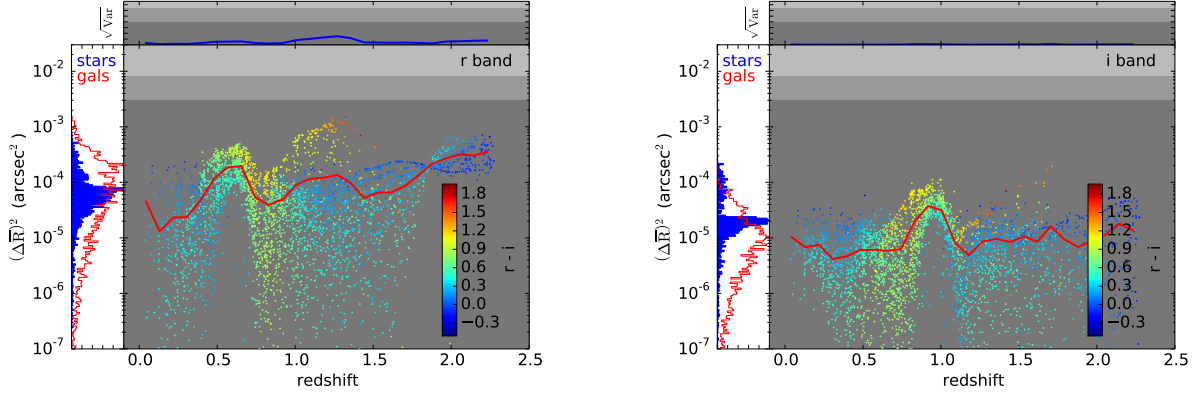 √Var
stars
gals
r band
10⁻²
10⁻³
10⁻⁴
10⁻⁵
10⁻⁶
10⁻⁷
(ΔR̅)² (arcsec²)
1.8
1.5
1.2
0.9
0.6
0.3
0.0
−0.3
r - i
0.0 0.5 1.0 1.5 2.0 2.5
redshift
√Var
stars
gals
i band
10⁻²
10⁻³
10⁻⁴
10⁻⁵
10⁻⁶
10⁻⁷
(ΔR̅)² (arcsec²)
1.8
1.5
1.2
0.9
0.6
0.3
0.0
−0.3
r - i
0.0 0.5 1.0 1.5 2.0 2.5
redshift